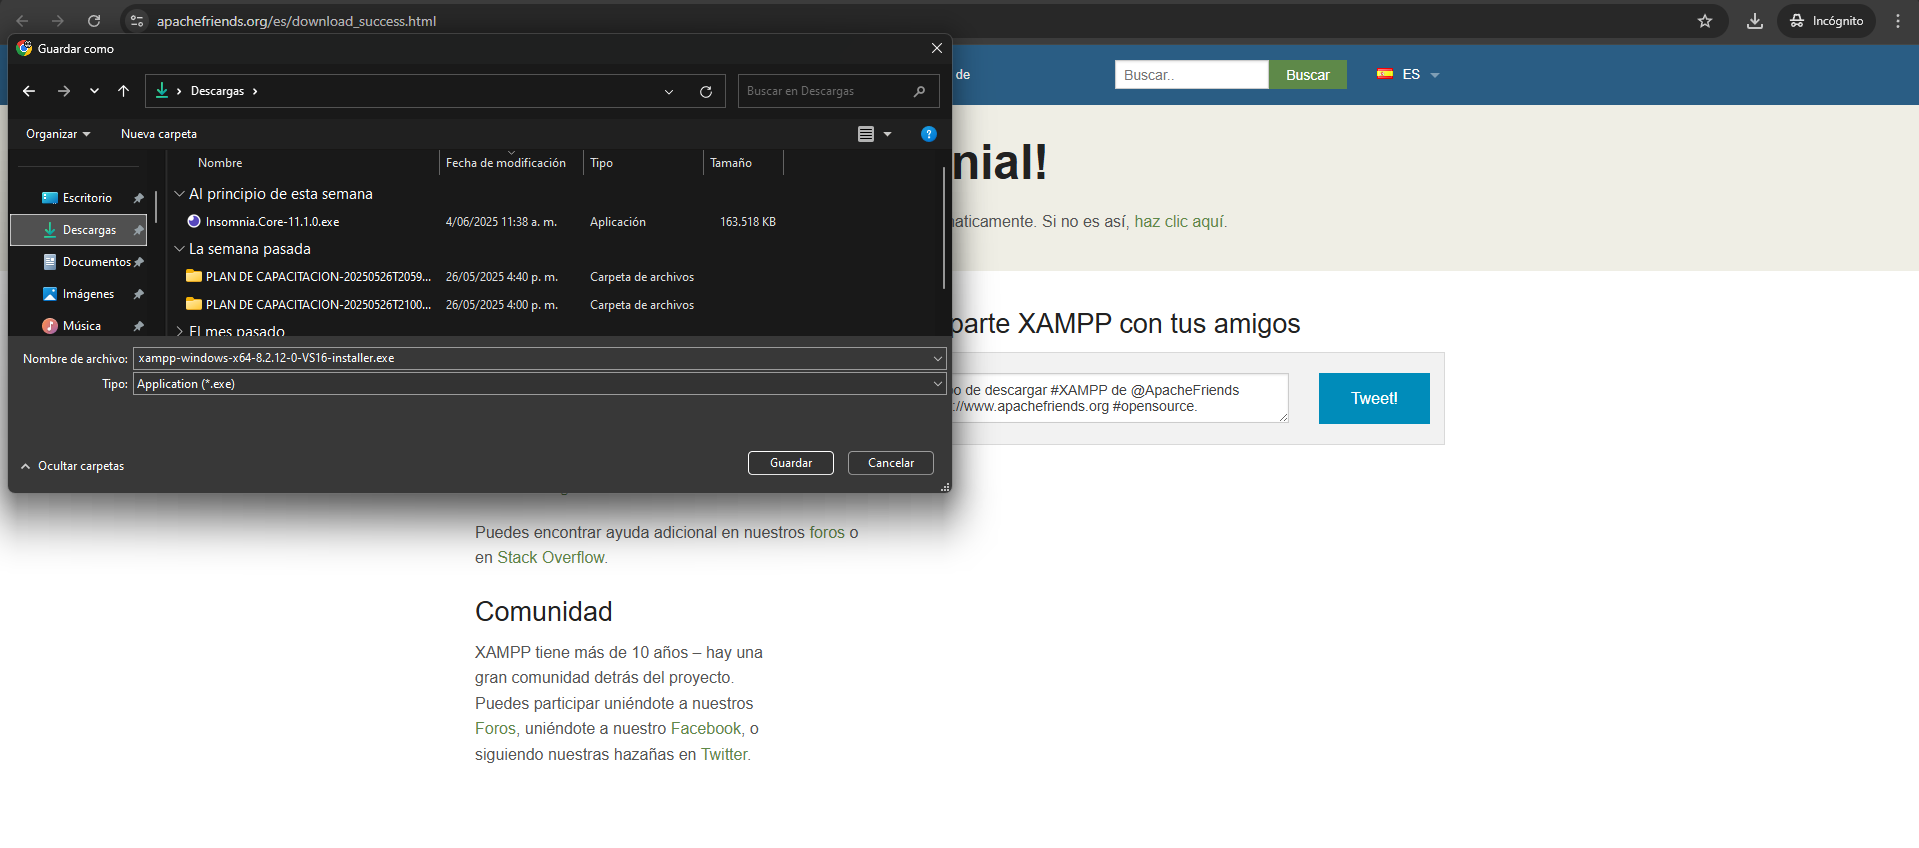 apachefriends.org/es/download_success.html
Incógnito
Guardar como
de
Buscar..
Buscar
ES
Descargas
Buscar en Descargas
Organizar
Nueva carpeta
?
Nombre
Fecha de modificación
Tipo
Tamaño
nial!
Escritorio
Descargas
Documentos
Imágenes
Música
Al principio de esta semana
Insomnia.Core-11.1.0.exe 4/06/2025 11:38 a. m. Aplicación 163.518 KB
La semana pasada
PLAN DE CAPACITACION-20250526T2059... 26/05/2025 4:40 p. m. Carpeta de archivos
PLAN DE CAPACITACION-20250526T2100... 26/05/2025 4:00 p. m. Carpeta de archivos
El mes pasado
aticamente. Si no es así, haz clic aquí.
Nombre de archivo: xampp-windows-x64-8.2.12-0-VS16-installer.exe
Tipo: Application (*.exe)
Ocultar carpetas
Guardar
Cancelar
parte XAMPP con tus amigos
o de descargar #XAMPP de @ApacheFriends
://www.apachefriends.org #opensource.
Tweet!
Puedes encontrar ayuda adicional en nuestros foros o
en Stack Overflow.
Comunidad
XAMPP tiene más de 10 años – hay una
gran comunidad detrás del proyecto.
Puedes participar uniéndote a nuestros
Foros, uniéndote a nuestro Facebook, o
siguiendo nuestras hazañas en Twitter.